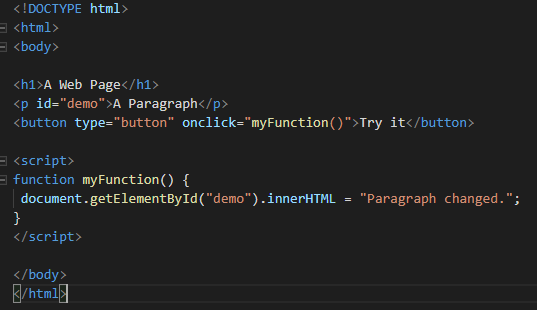 <!DOCTYPE html>
<html>
<body>
<h1>A Web Page</h1>
<p id="demo">A Paragraph</p>
<button type="button" onclick="myFunction()">Try it</button>
<script>
function myFunction() {
document.getElementById("demo").innerHTML = "Paragraph changed.";
}
</script>
</body>
</html>